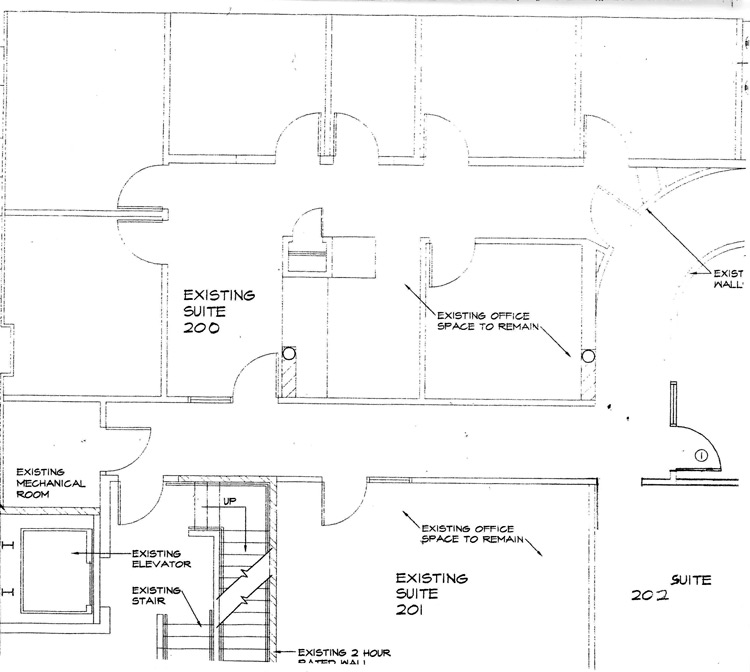 EXISTING
SUITE
200
EXISTING OFFICE
SPACE TO REMAIN
EXIST
WALL
EXISTING
MECHANICAL
ROOM
UP
1
EXISTING
ELEVATOR
EXISTING
STAIR
EXISTING OFFICE
SPACE TO REMAIN
EXISTING
SUITE
201
SUITE
202
EXISTING 2 HOUR
RATED WALL